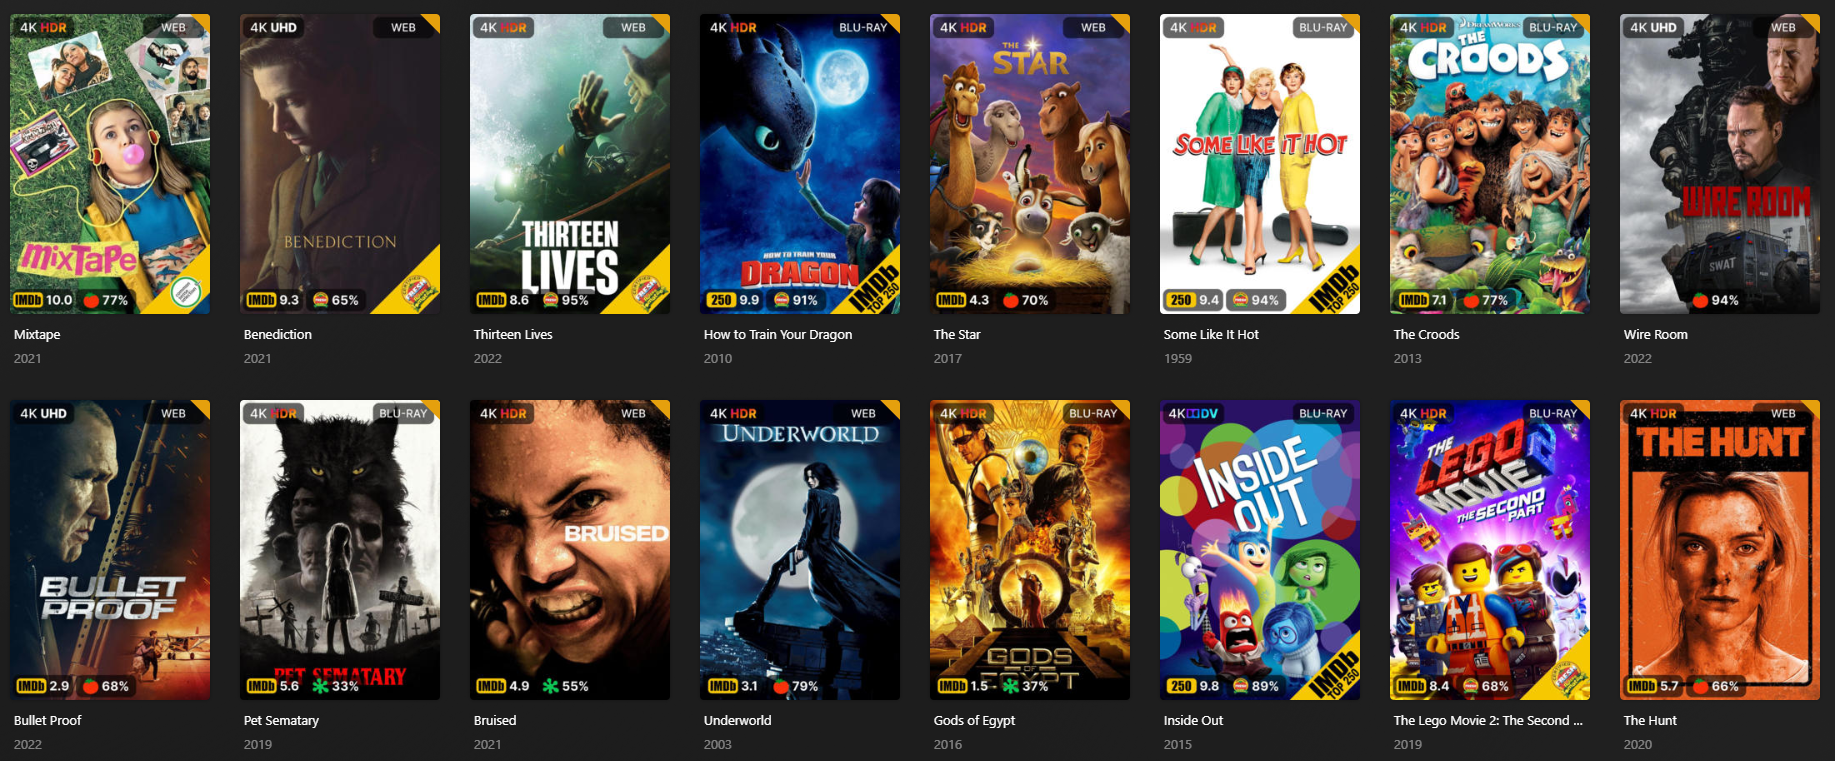 4K HDR WEB
MixTape
IMDb 10.0 77%
Mixtape
2021
4K UHD WEB
BENEDICTION
IMDb 9.3 65%
Benediction
2021
4K HDR WEB
THIRTEEN
LIVES
IMDb 8.6 95%
Thirteen Lives
2022
4K HDR BLU-RAY
HOW TO TRAIN YOUR
DRAGON
250 9.9 91%
IMDb
TOP 250
How to Train Your Dragon
2010
4K HDR WEB
THE
STAR
IMDb 4.3 70%
The Star
2017
4K HDR BLU-RAY
SOME LIKE IT HOT
250 9.4 94%
IMDb
TOP 250
Some Like It Hot
1959
4K HDR BLU-RAY
DREAMWORKS
THE
CROODS
IMDb 7.1 77%
The Croods
2013
4K UHD WEB
WIRE ROOM
SWAT
94%
Wire Room
2022
4K UHD WEB
BULLET
PROOF
IMDb 2.9 68%
Bullet Proof
2022
4K HDR BLU-RAY
PET SEMATARY
IMDb 5.6 33%
Pet Sematary
2019
4K HDR WEB
BRUISED
IMDb 4.9 55%
Bruised
2021
4K HDR WEB
UNDERWORLD
IMDb 3.1 79%
Underworld
2003
4K HDR BLU-RAY
GODS
OF
EGYPT
IMDb 1.5 37%
Gods of Egypt
2016
4K DV BLU-RAY
INSIDE
OUT
250 9.8 89%
IMDb
TOP 250
Inside Out
2015
4K HDR BLU-RAY
THE
LEGO
MOVIE 2
THE SECOND
PART
IMDb 8.4 68%
The Lego Movie 2: The Second ...
2019
4K HDR WEB
THE HUNT
IMDb 5.7 66%
The Hunt
2020